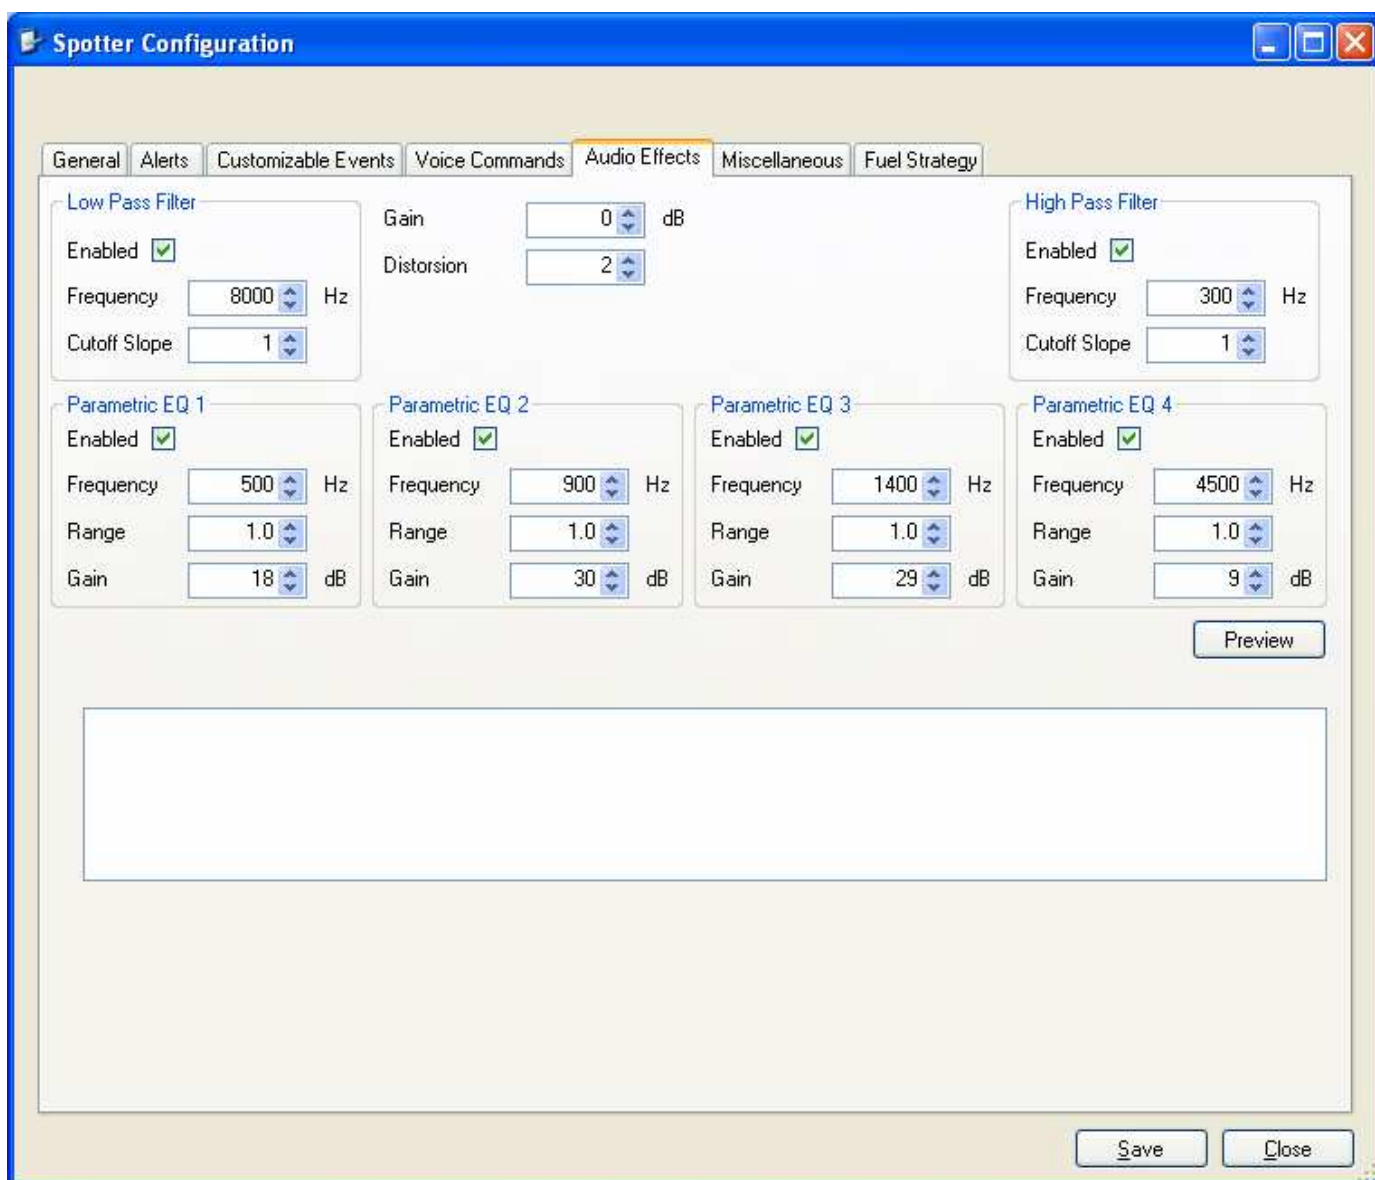 Spotter Configuration
General Alerts Customizable Events Voice Commands Audio Effects Miscellaneous Fuel Strategy
Low Pass Filter
Enabled
Frequency 8000 Hz
Cutoff Slope 1
Gain 0 dB
Distorsion 2
High Pass Filter
Enabled
Frequency 300 Hz
Cutoff Slope 1
Parametric EQ 1
Enabled
Frequency 500 Hz
Range 1.0
Gain 18 dB
Parametric EQ 2
Enabled
Frequency 900 Hz
Range 1.0
Gain 30 dB
Parametric EQ 3
Enabled
Frequency 1400 Hz
Range 1.0
Gain 29 dB
Parametric EQ 4
Enabled
Frequency 4500 Hz
Range 1.0
Gain 9 dB
Preview
Save Close